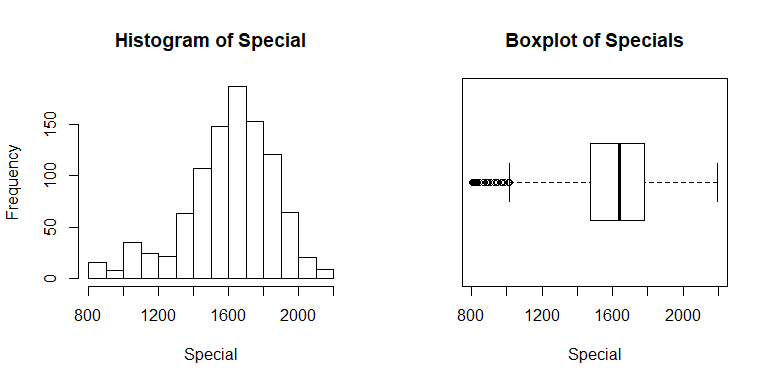 Histogram of Special
Frequency
150
100
50
0
800 1200 1600 2000
Special
Boxplot of Specials
800 1200 1600 2000
Special